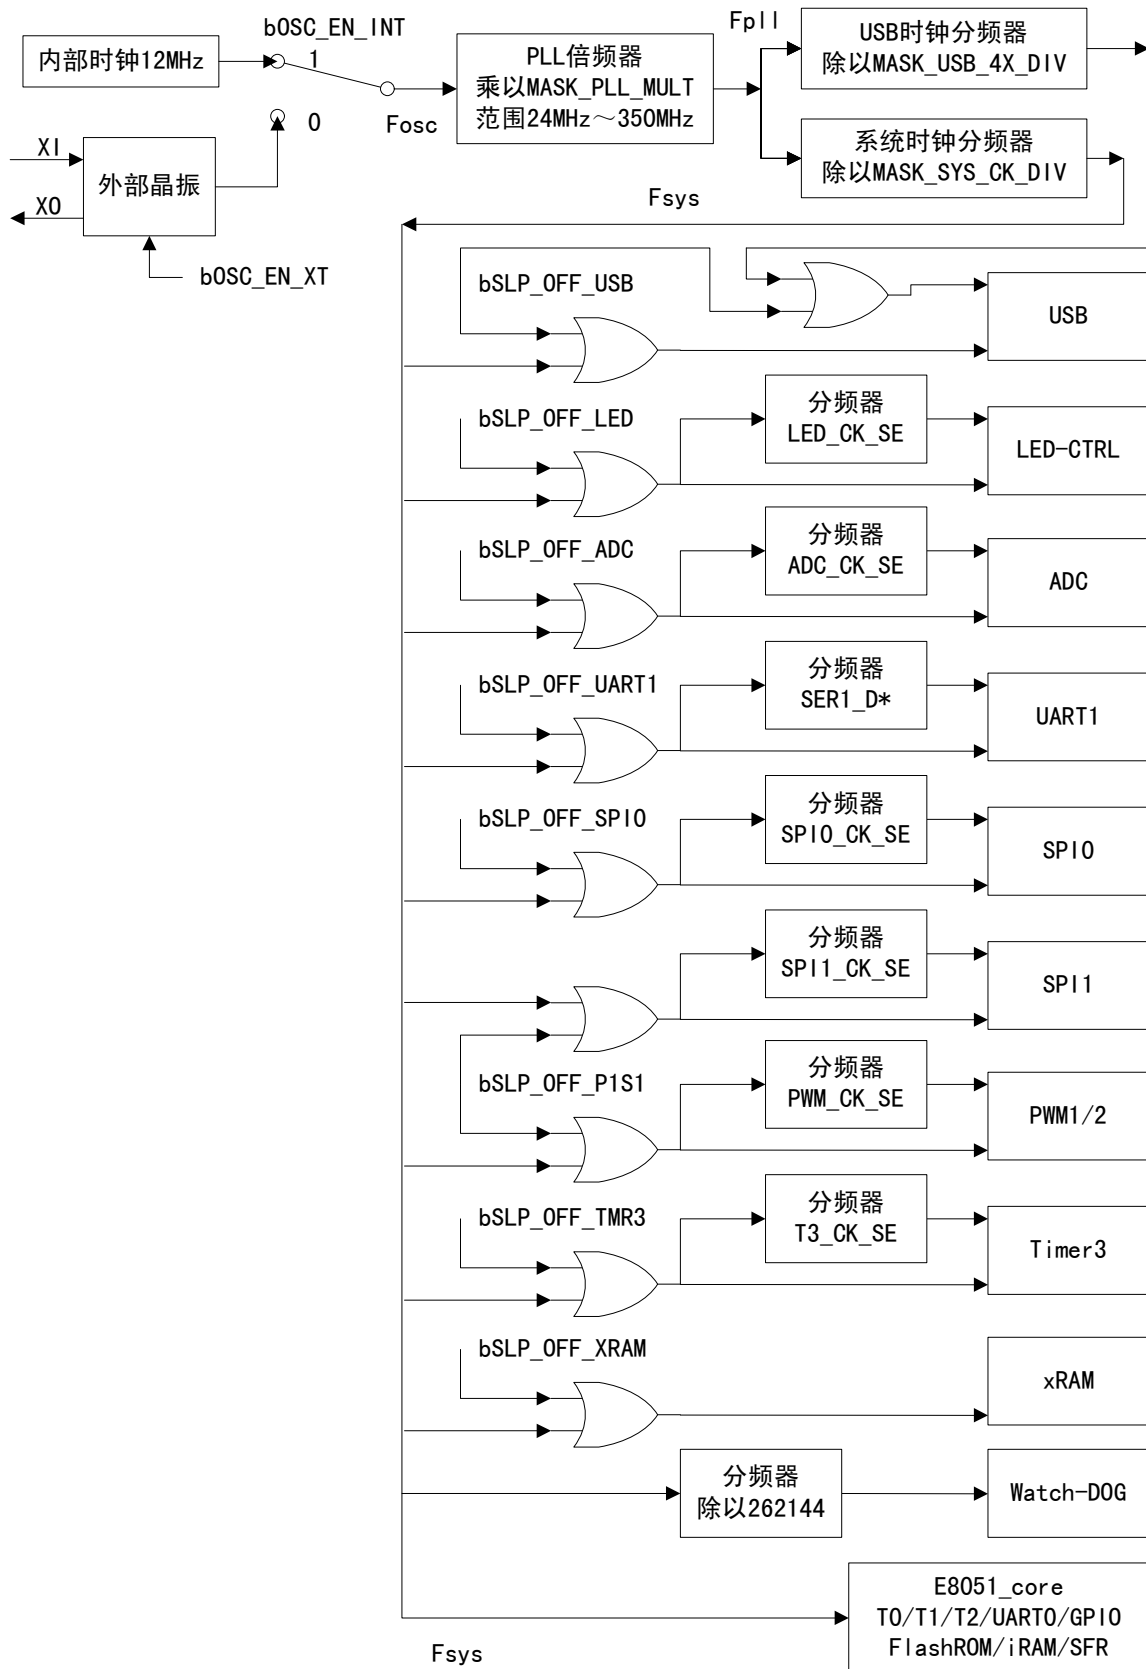 bOSC_EN_INT
内部时钟12MHz
1
0
Fosc
PLL倍频器
乘以MASK_PLL_MULT
范围24MHz～350MHz
Fpll
USB时钟分频器
除以MASK_USB_4X_DIV
系统时钟分频器
除以MASK_SYS_CK_DIV
XI
XO
外部晶振
bOSC_EN_XT
Fsys
bSLP_OFF_USB
USB
bSLP_OFF_LED
分频器
LED_CK_SE
LED-CTRL
bSLP_OFF_ADC
分频器
ADC_CK_SE
ADC
bSLP_OFF_UART1
分频器
SER1_D*
UART1
bSLP_OFF_SPI0
分频器
SPI0_CK_SE
SPI0
分频器
SPI1_CK_SE
SPI1
bSLP_OFF_P1S1
分频器
PWM_CK_SE
PWM1/2
bSLP_OFF_TMR3
分频器
T3_CK_SE
Timer3
bSLP_OFF_XRAM
xRAM
分频器
除以262144
Watch-DOG
E8051_core
T0/T1/T2/UART0/GPIO
FlashROM/iRAM/SFR
Fsys